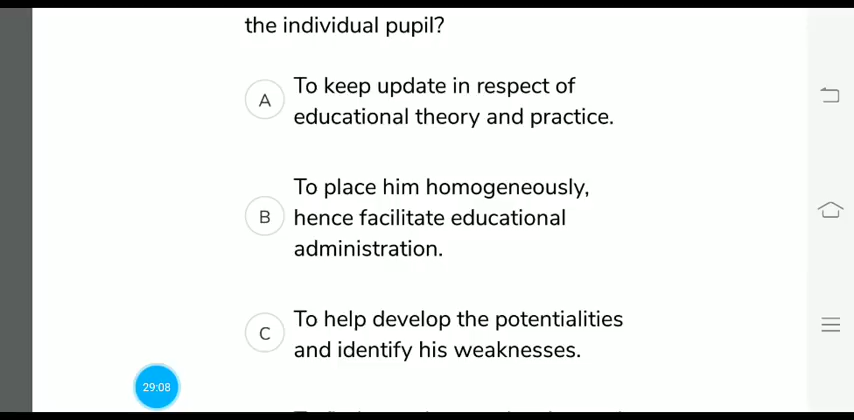 the individual pupil?
A
To keep update in respect of
educational theory and practice.
B
To place him homogeneously,
hence facilitate educational
administration.
C
To help develop the potentialities
and identify his weaknesses.
29:08